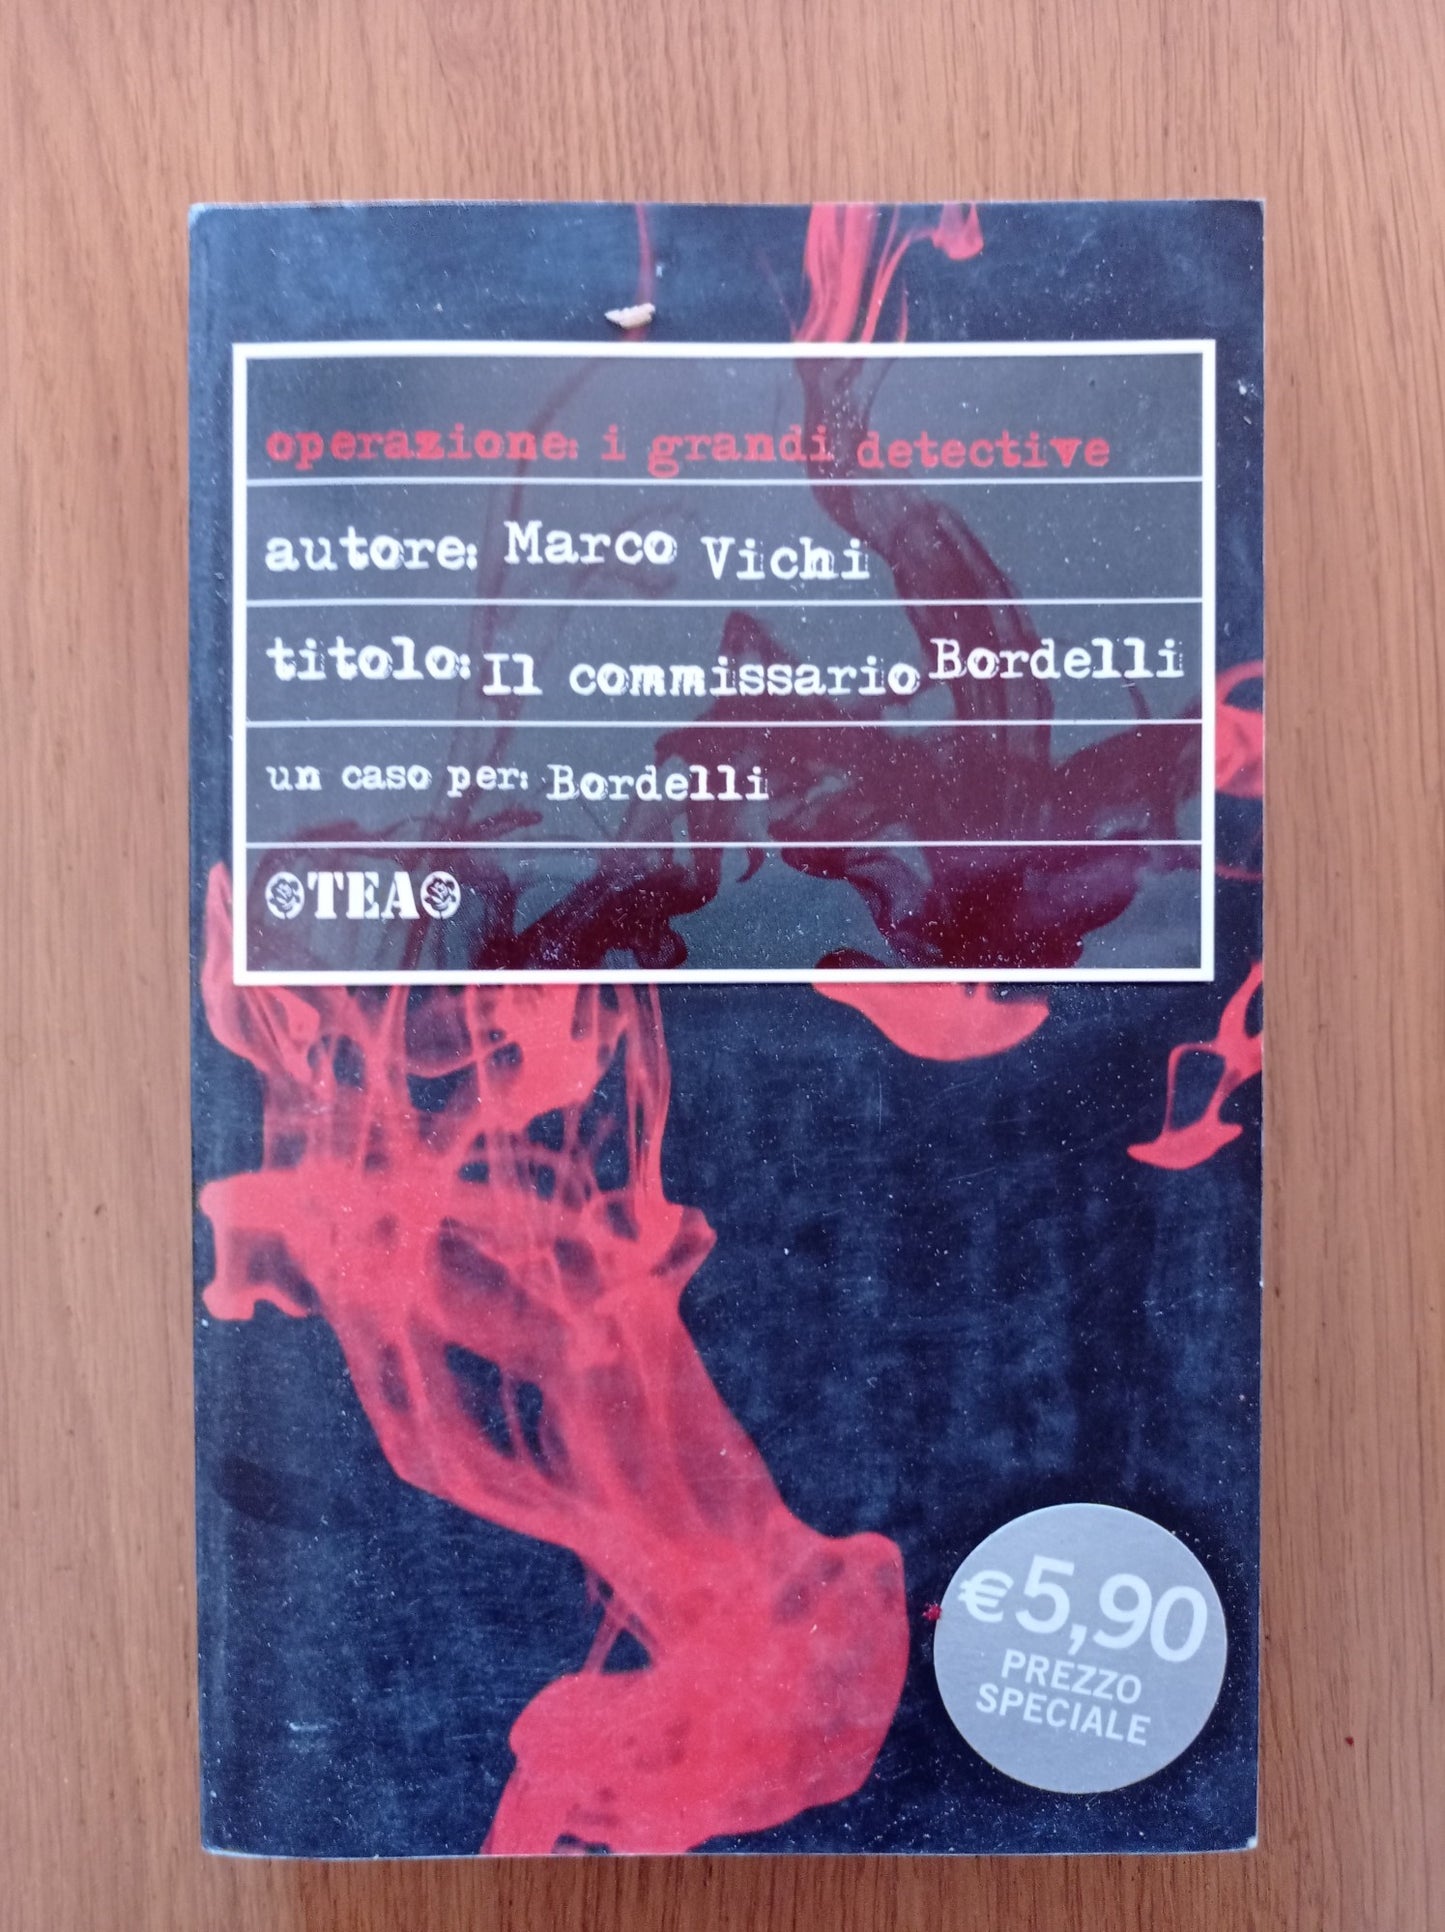 operazione: i grandi detective
autore: Marco Vichi
titolo: Il commissario Bordelli
un caso per: Bordelli
TEA
€5,90
PREZZO
SPECIALE